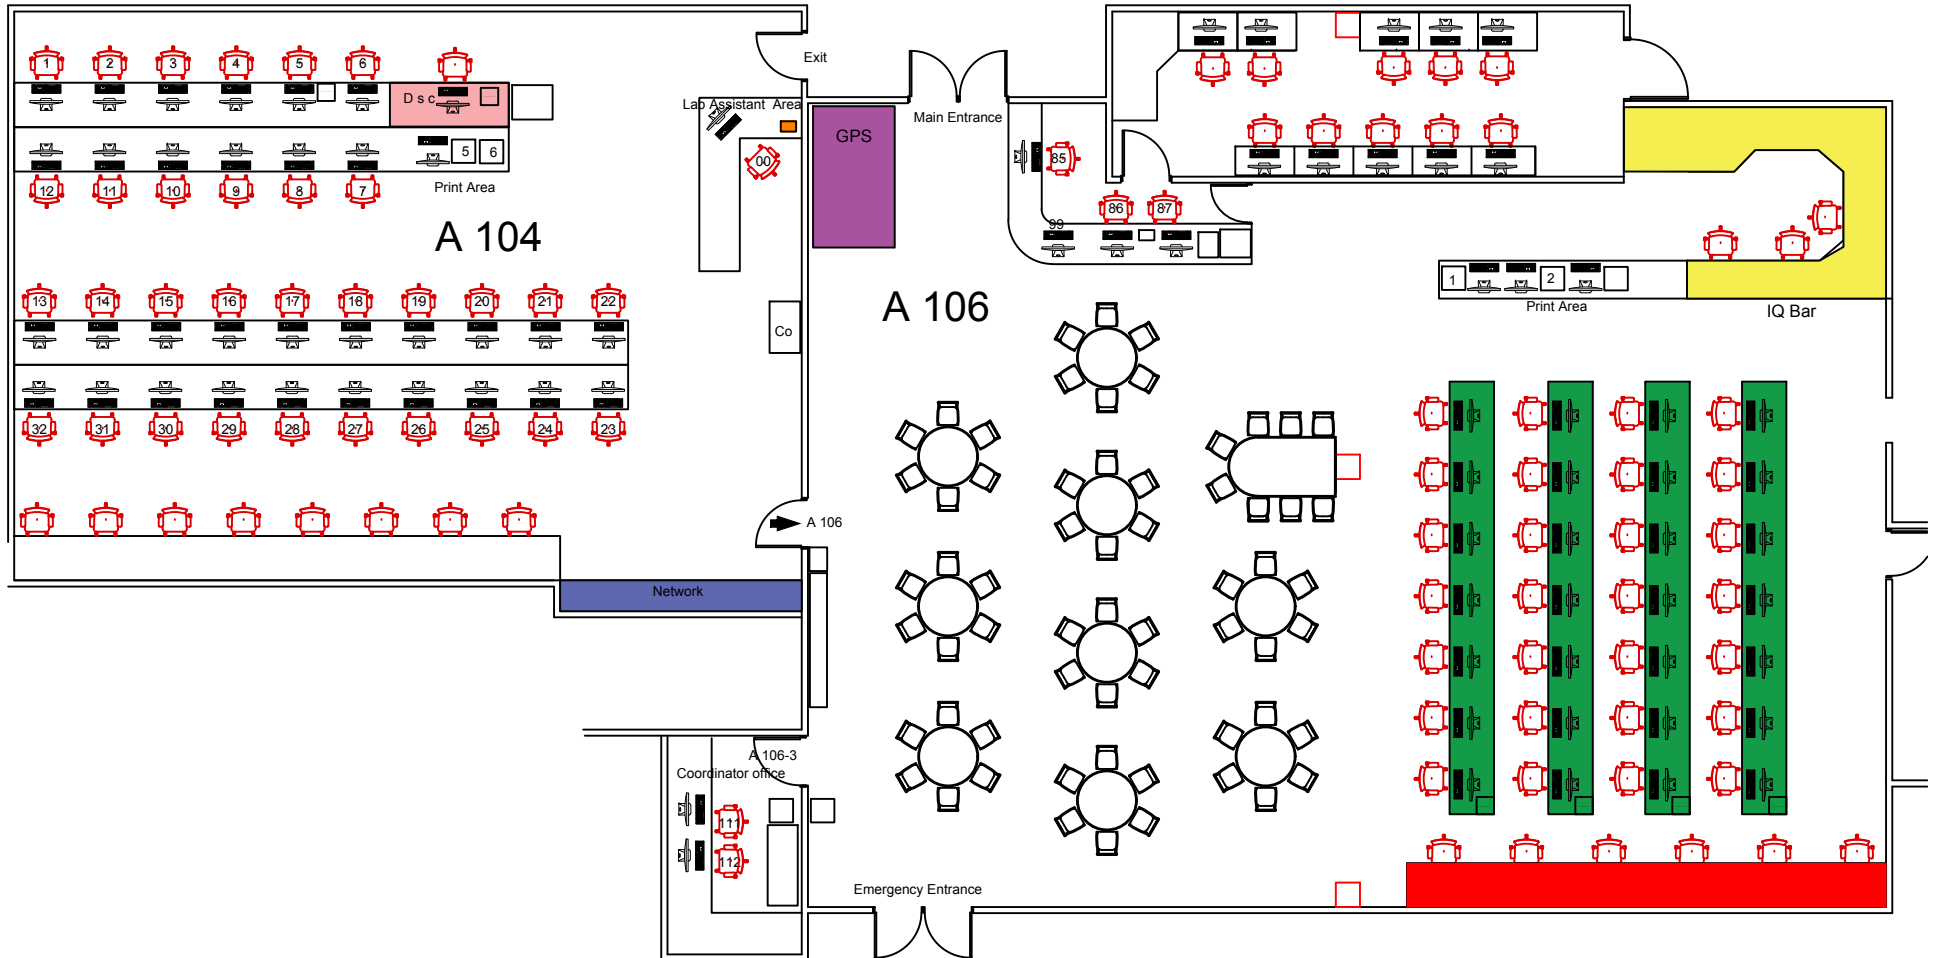 1 2 3 4 5 6
D s c
5 6
12 11 10 9 8 7
Print Area
A 104
Exit
Lab Assistant Area
00
GPS
Main Entrance
85
86 87
99
A 106
1 2
Print Area
IQ Bar
13 14 15 16 17 18 19 20 21 22
Co
32 31 30 29 28 27 26 25 24 23
A 106
Network
A 106-3
Coordinator office
111
112
Emergency Entrance